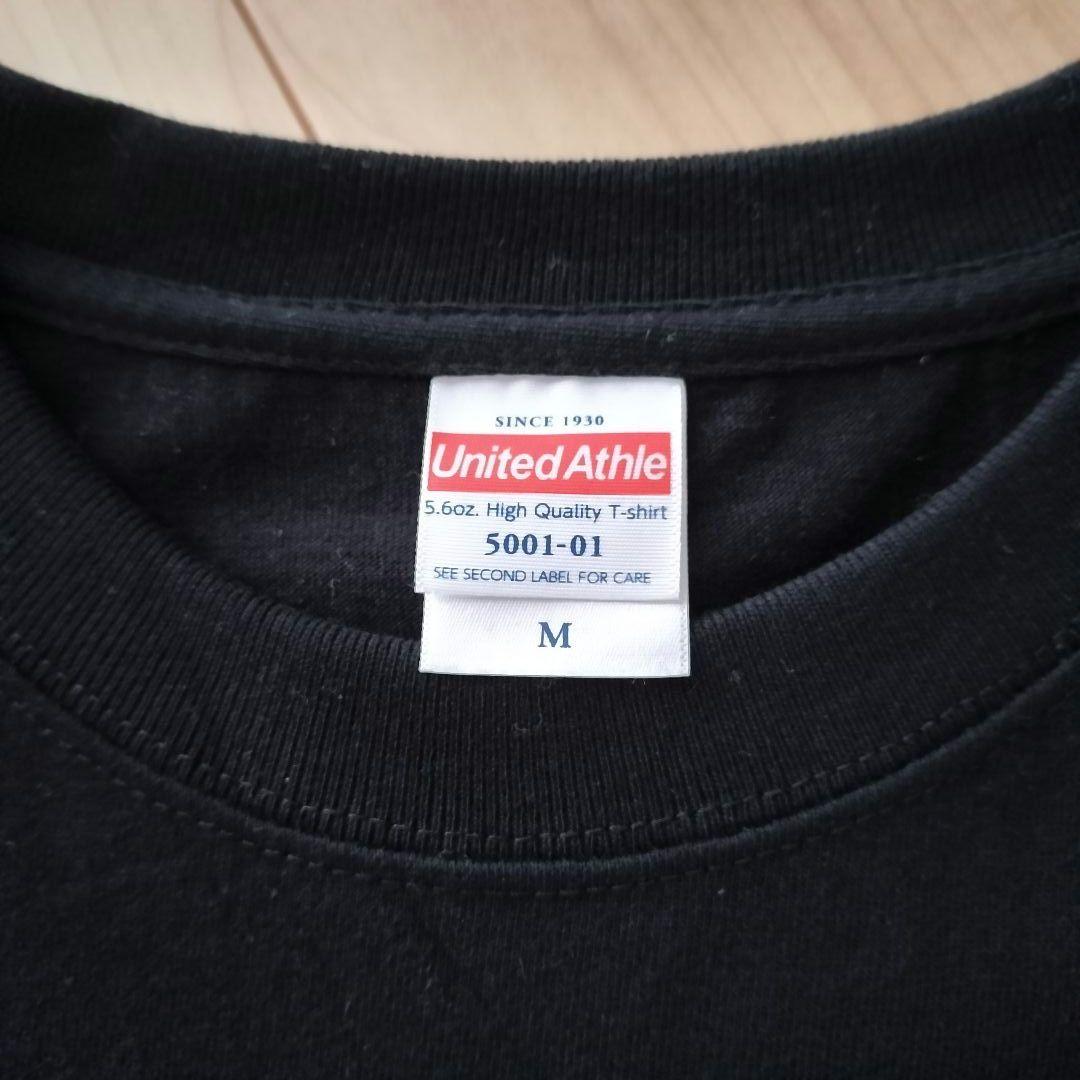 SINCE 1930
United Athle
5.6oz. High Quality T-shirt
5001-01
SEE SECOND LABEL FOR CARE
M